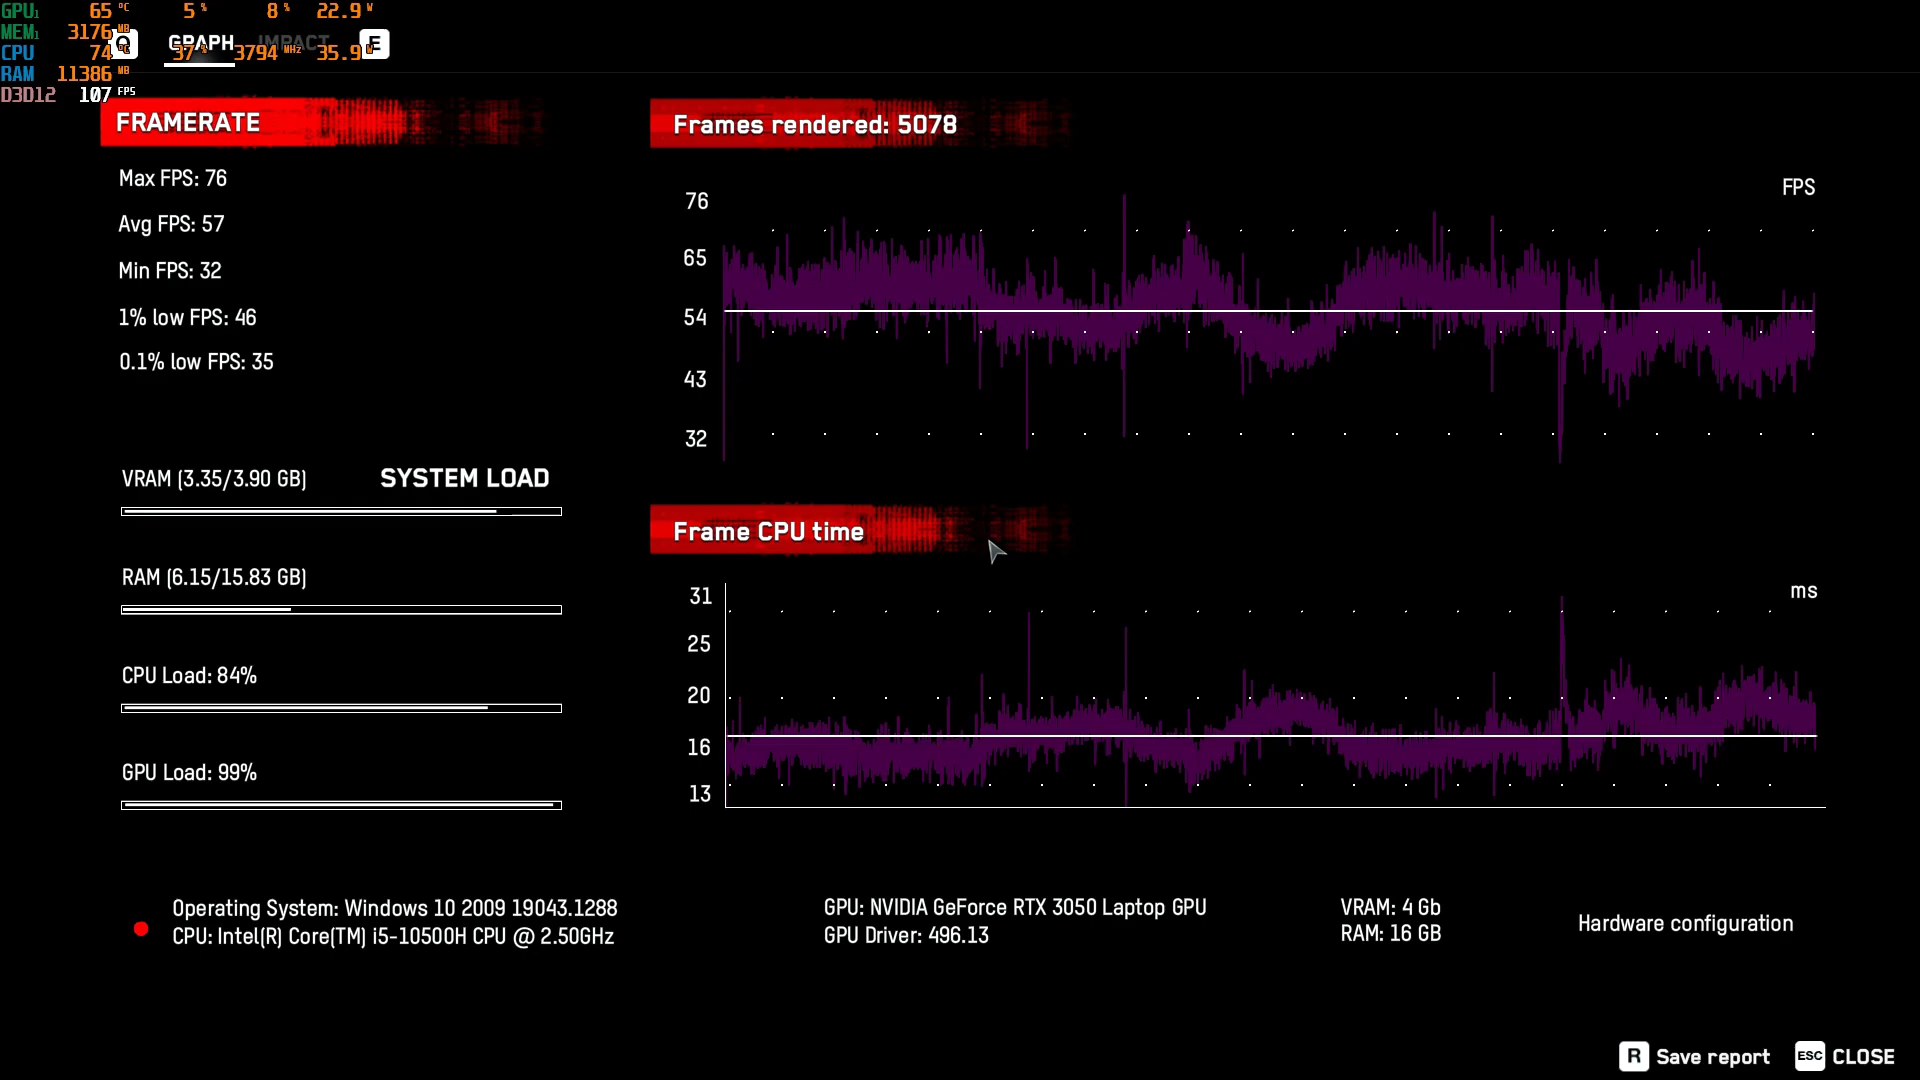 GPU1 65 °C 5 % 8 % 22.9 W
MEM1 3176 MB
Q GRAPH IMPACT E
CPU 74 °C 37 % 3794 MHz 35.9 W
RAM 11386 MB
D3D12 107 FPS
FRAMERATE
Max FPS: 76
Avg FPS: 57
Min FPS: 32
1% low FPS: 46
0.1% low FPS: 35
VRAM (3.35/3.90 GB) SYSTEM LOAD
RAM (6.15/15.83 GB)
CPU Load: 84%
GPU Load: 99%
Frames rendered: 5078
FPS
76
65
54
43
32
Frame CPU time
ms
31
25
20
16
13
Operating System: Windows 10 2009 19043.1288
CPU: Intel(R) Core(TM) i5-10500H CPU @ 2.50GHz
GPU: NVIDIA GeForce RTX 3050 Laptop GPU
GPU Driver: 496.13
VRAM: 4 Gb
RAM: 16 GB
Hardware configuration
R Save report ESC CLOSE